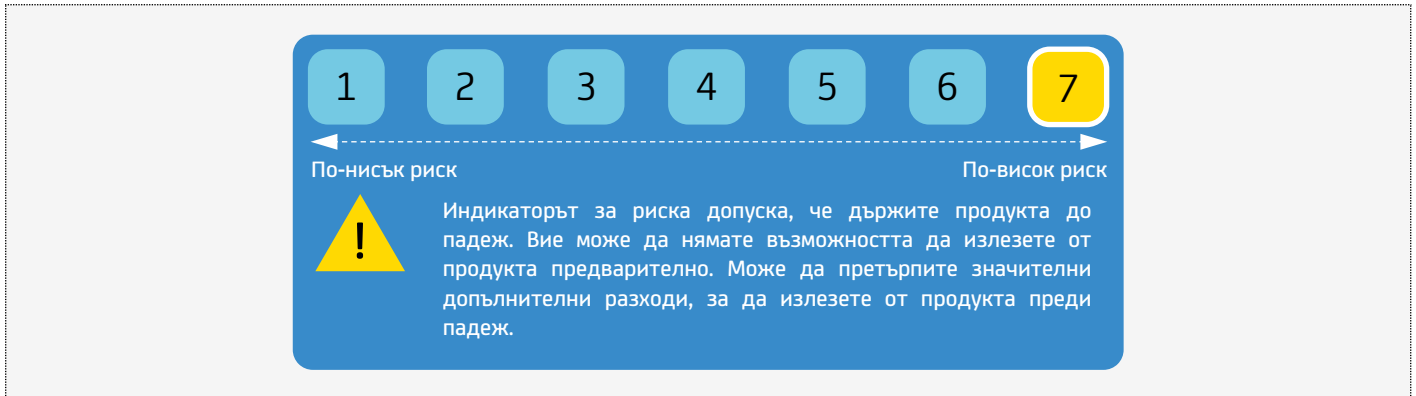 1 2 3 4 5 6 7
По-нисък риск По-висок риск
!
Индикаторът за риска допуска, че държите продукта до
падеж. Вие може да нямате възможността да излезете от
продукта предварително. Може да претърпите значителни
допълнителни разходи, за да излезете от продукта преди
падеж.